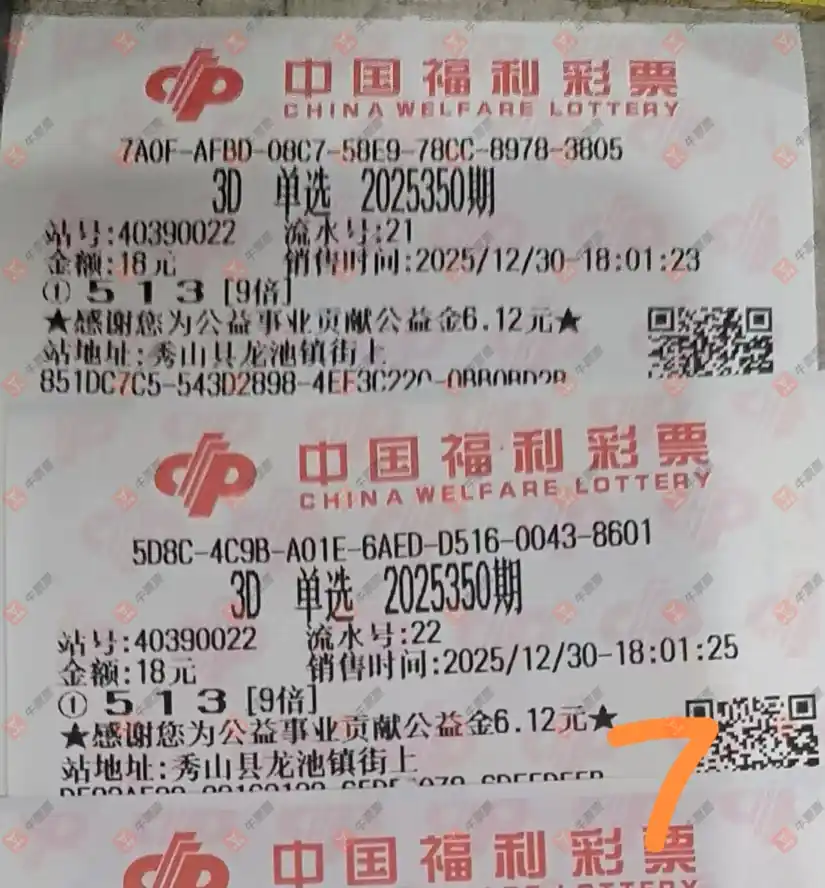 中国福利彩票
CHINA WELFARE LOTTERY
7A0F-AFBD-08C7-58E9-78CC-8978-3805
3D 单选 2025350期
站号:40390022 流水号:21
金额:18元 销售时间:2025/12/30-18:01:23
① 5 1 3 [9倍]
★感谢您为公益事业贡献公益金6.12元★
站地址:秀山县龙池镇街上
851DC7C5-543D2898-4EF3C220-
中国福利彩票
CHINA WELFARE LOTTERY
5D8C-4C9B-A01E-6AED-D516-0043-8601
3D 单选 2025350期
站号:40390022 流水号:22
金额:18元 销售时间:2025/12/30-18:01:25
① 5 1 3 [9倍]
★感谢您为公益事业贡献公益金6.12元★
7
站地址:秀山县龙池镇街上
中国福利彩票